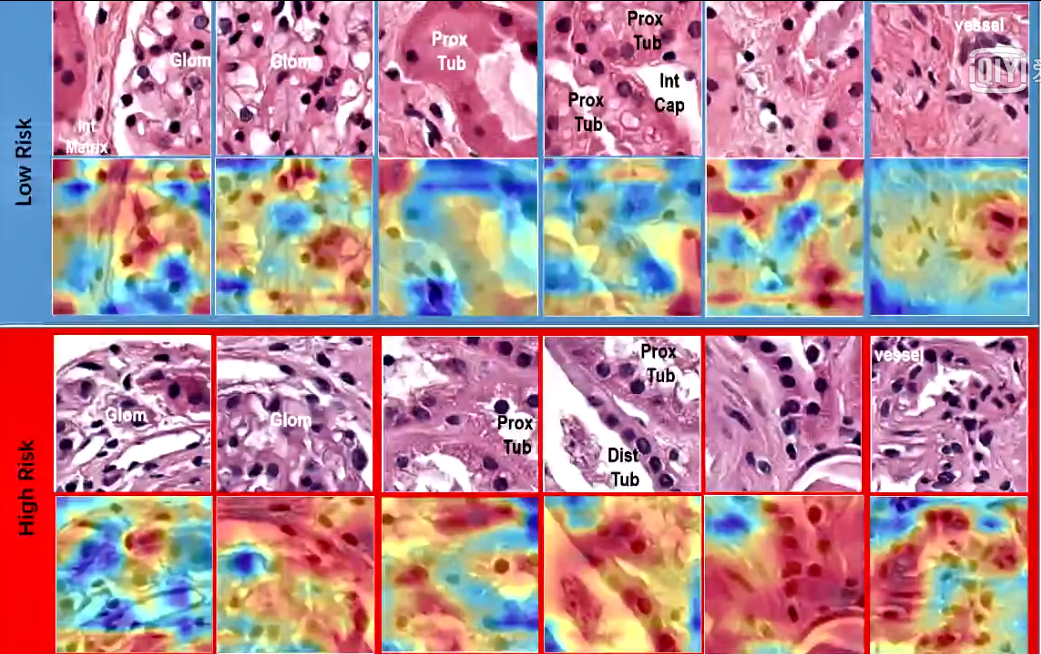 Low Risk
Glom
Int
Matrix
Glom
Prox
Tub
Prox
Tub
Prox
Tub
Int
Cap
vessel
iQIYI
High Risk
Glom
Glom
Prox
Tub
Prox
Tub
Dist
Tub
vessel